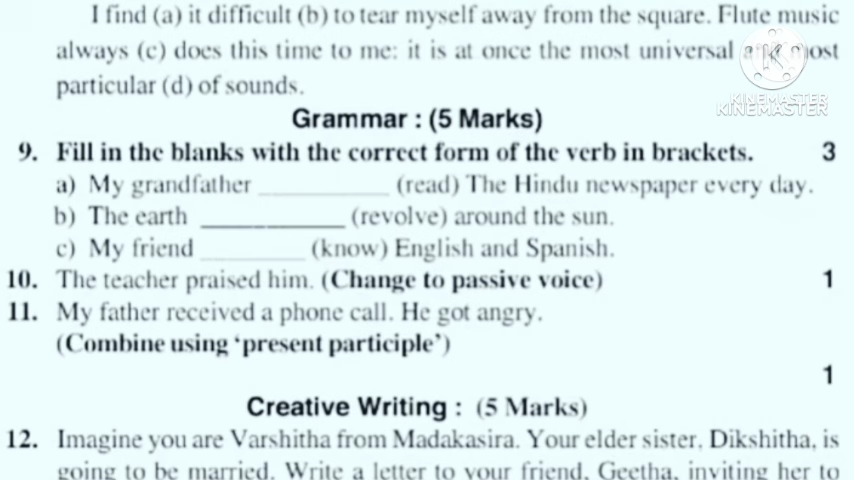 I find (a) it difficult (b) to tear myself away from the square. Flute music
always (c) does this time to me: it is at once the most universal most
particular (d) of sounds.
KINEMASTER
KINEMASTER
Grammar : (5 Marks)
9. Fill in the blanks with the correct form of the verb in brackets. 3
a) My grandfather __________ (read) The Hindu newspaper every day.
b) The earth __________ (revolve) around the sun.
c) My friend ________ (know) English and Spanish.
10. The teacher praised him. (Change to passive voice) 1
11. My father received a phone call. He got angry.
(Combine using ‘present participle’)
1
Creative Writing : (5 Marks)
12. Imagine you are Varshitha from Madakasira. Your elder sister, Dikshitha, is
going to be married. Write a letter to your friend, Geetha, inviting her to